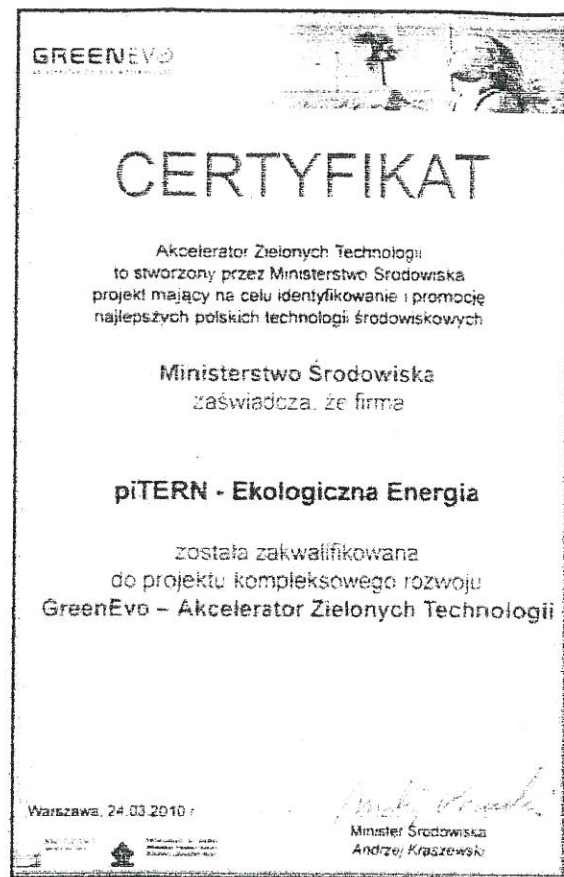 GREENEVO
CERTYFIKAT
Akcelerator Zielonych Technologii
to stworzony przez Ministerstwo Środowiska
projekt mający na celu identyfikowanie i promocję
najlepszych polskich technologii środowiskowych
Ministerstwo Środowiska
zaświadcza, że firma
piTERN - Ekologiczna Energia
została zakwalifikowana
do projektu kompleksowego rozwoju
GreenEvo – Akcelerator Zielonych Technologii
Warszawa, 24.03.2010 r
Minister Środowiska
Andrzej Kraszewski